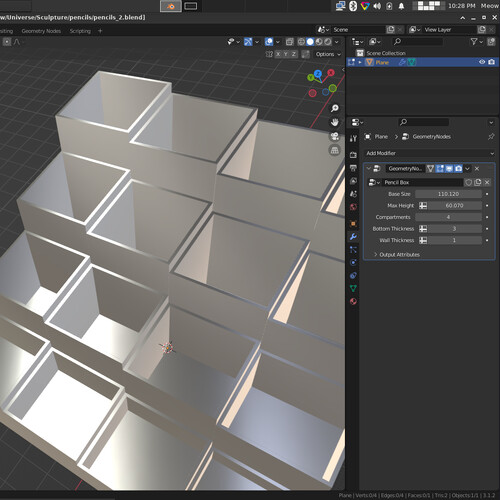 10:28 PM Meow
w/Universe/Sculpture/pencils/pencils_2.blend]
ating Geometry Nodes Scripting
Scene
View Layer
X Y Z
Options
Scene Collection
Plane
Plane > GeometryNodes
Add Modifier
GeometryNo...
Pencil Box
Base Size 110.120
Max Height 60.070
Compartments 4
Bottom Thickness 3
Wall Thickness 1
Output Attributes
Plane | Verts:0/4 | Edges:0/4 | Faces:0/1 | Tris:2 | Objects:1/1 | 3.1.2